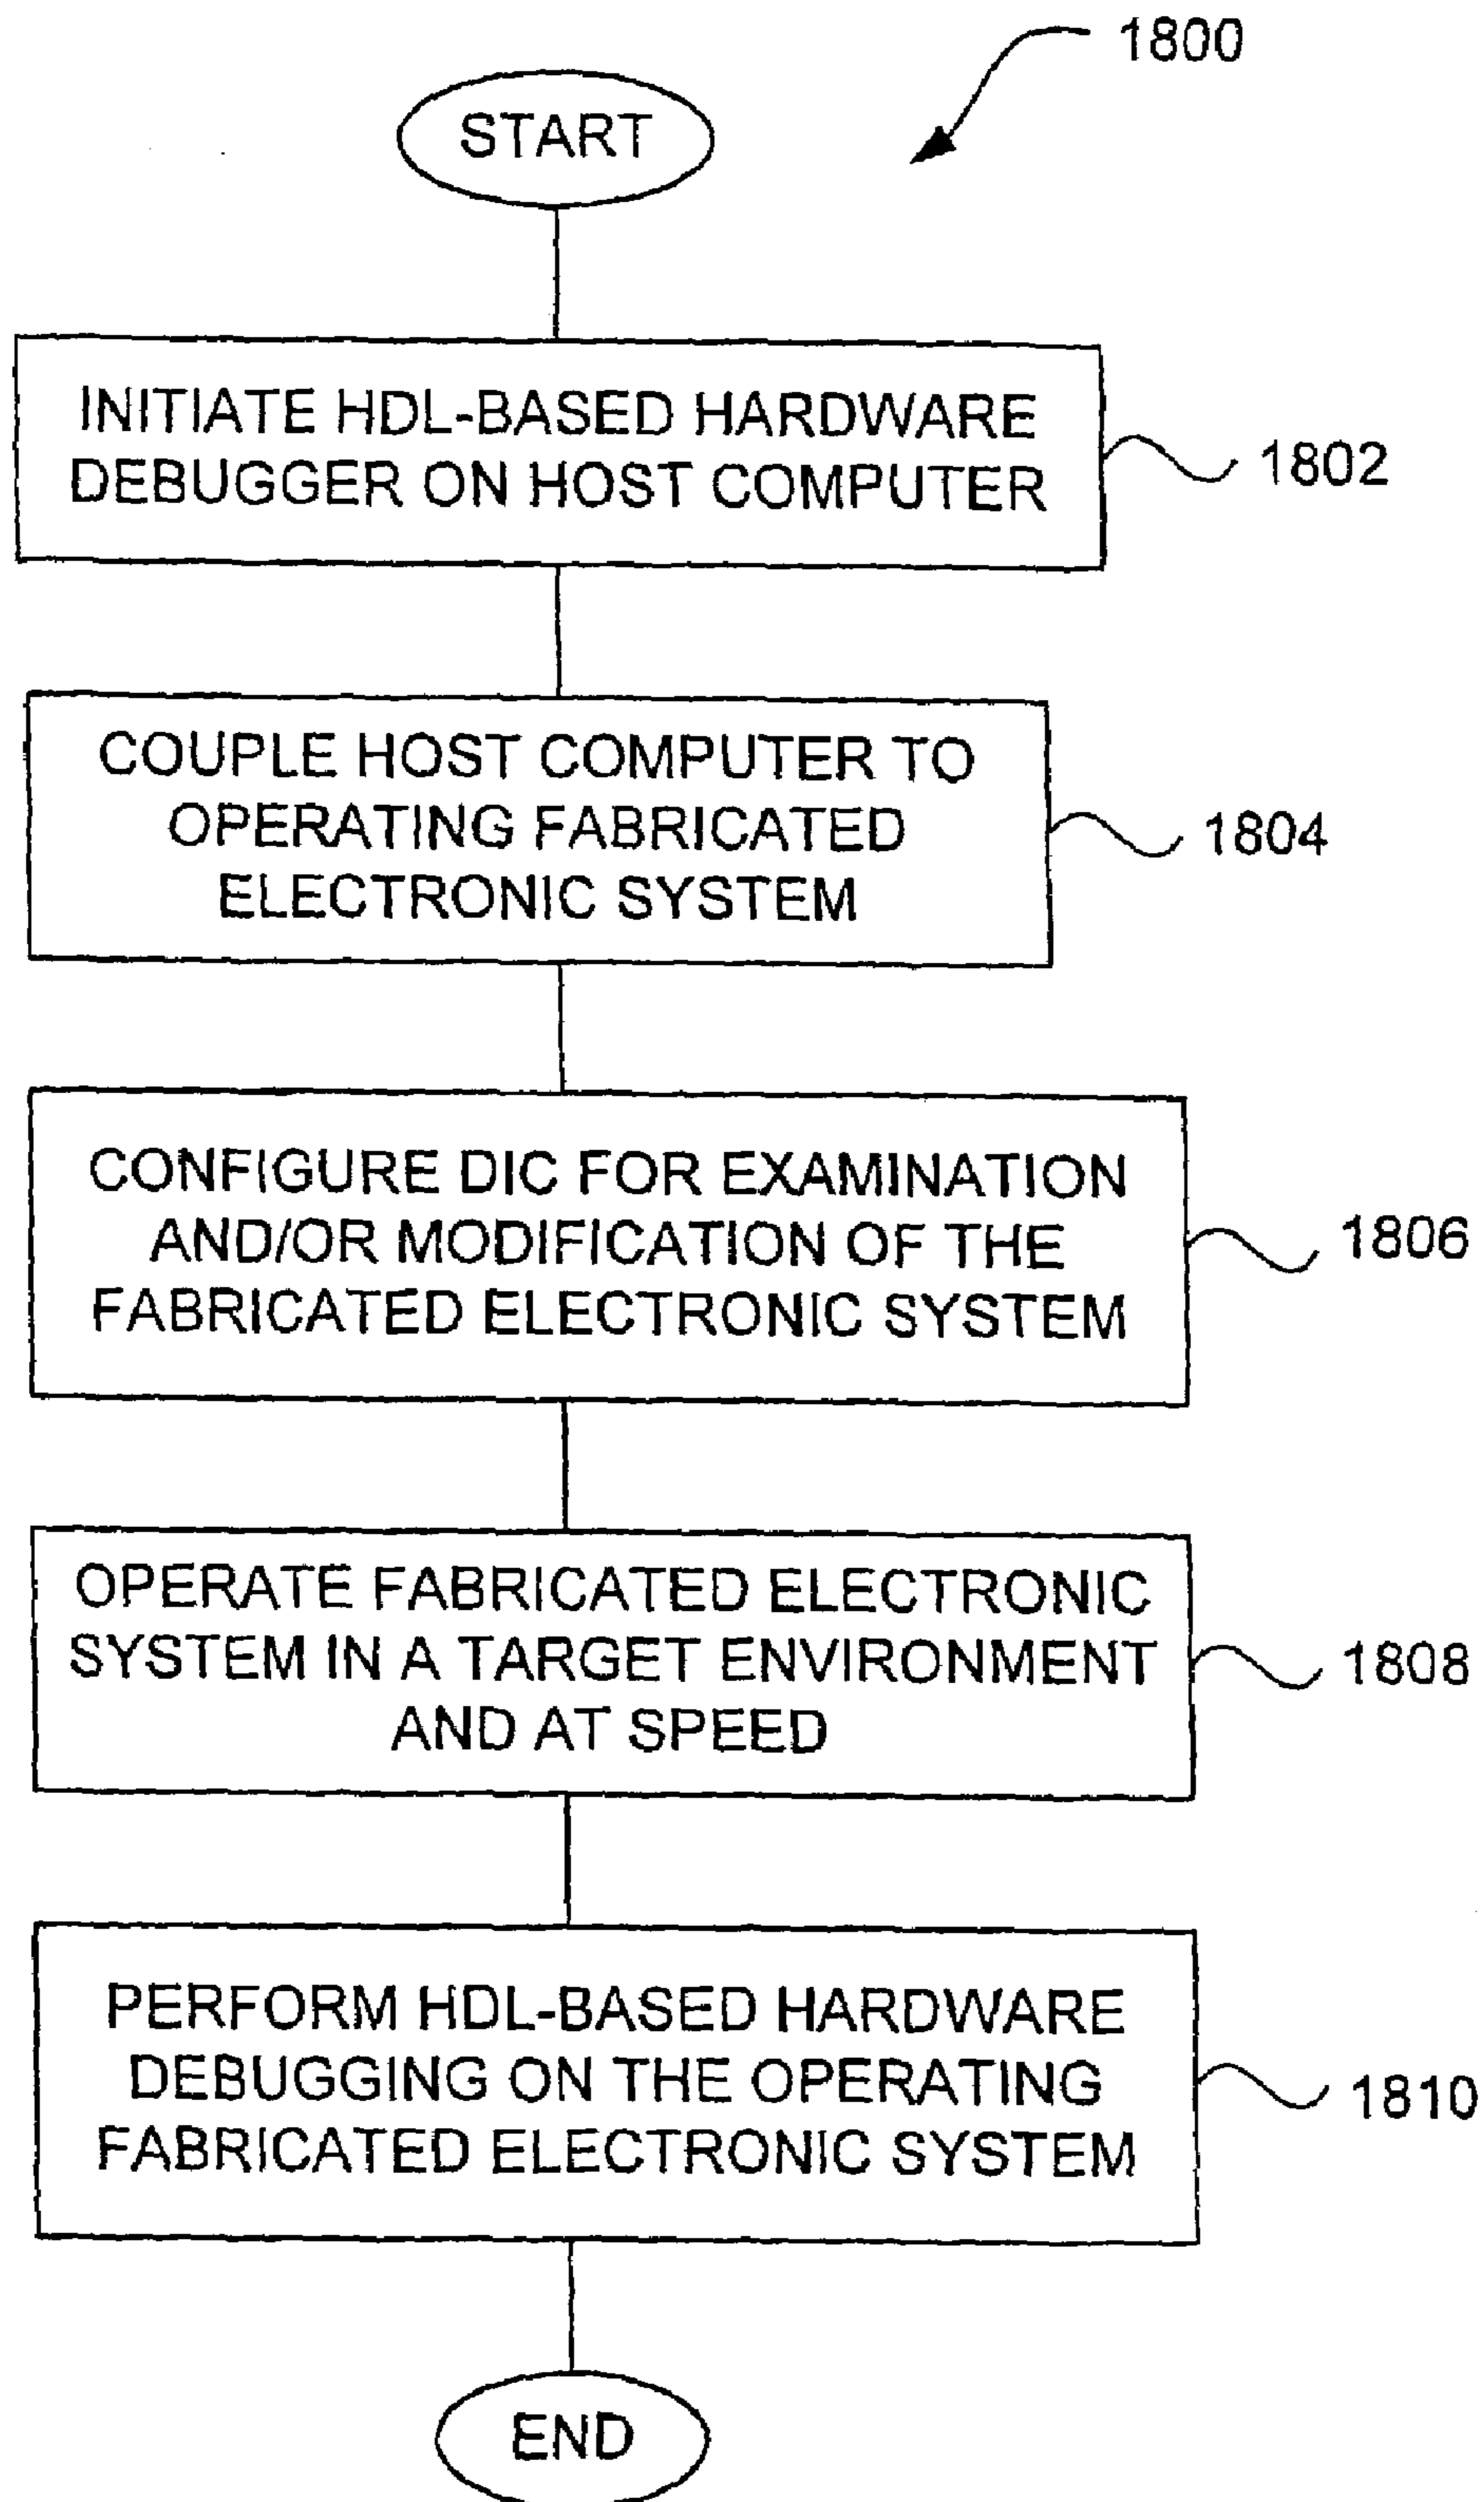 1800
START
INITIATE HDL-BASED HARDWARE
DEBUGGER ON HOST COMPUTER
1802
COUPLE HOST COMPUTER TO
OPERATING FABRICATED
ELECTRONIC SYSTEM
1804
CONFIGURE DIC FOR EXAMINATION
AND/OR MODIFICATION OF THE
FABRICATED ELECTRONIC SYSTEM
1806
OPERATE FABRICATED ELECTRONIC
SYSTEM IN A TARGET ENVIRONMENT
AND AT SPEED
1808
PERFORM HDL-BASED HARDWARE
DEBUGGING ON THE OPERATING
FABRICATED ELECTRONIC SYSTEM
1810
END